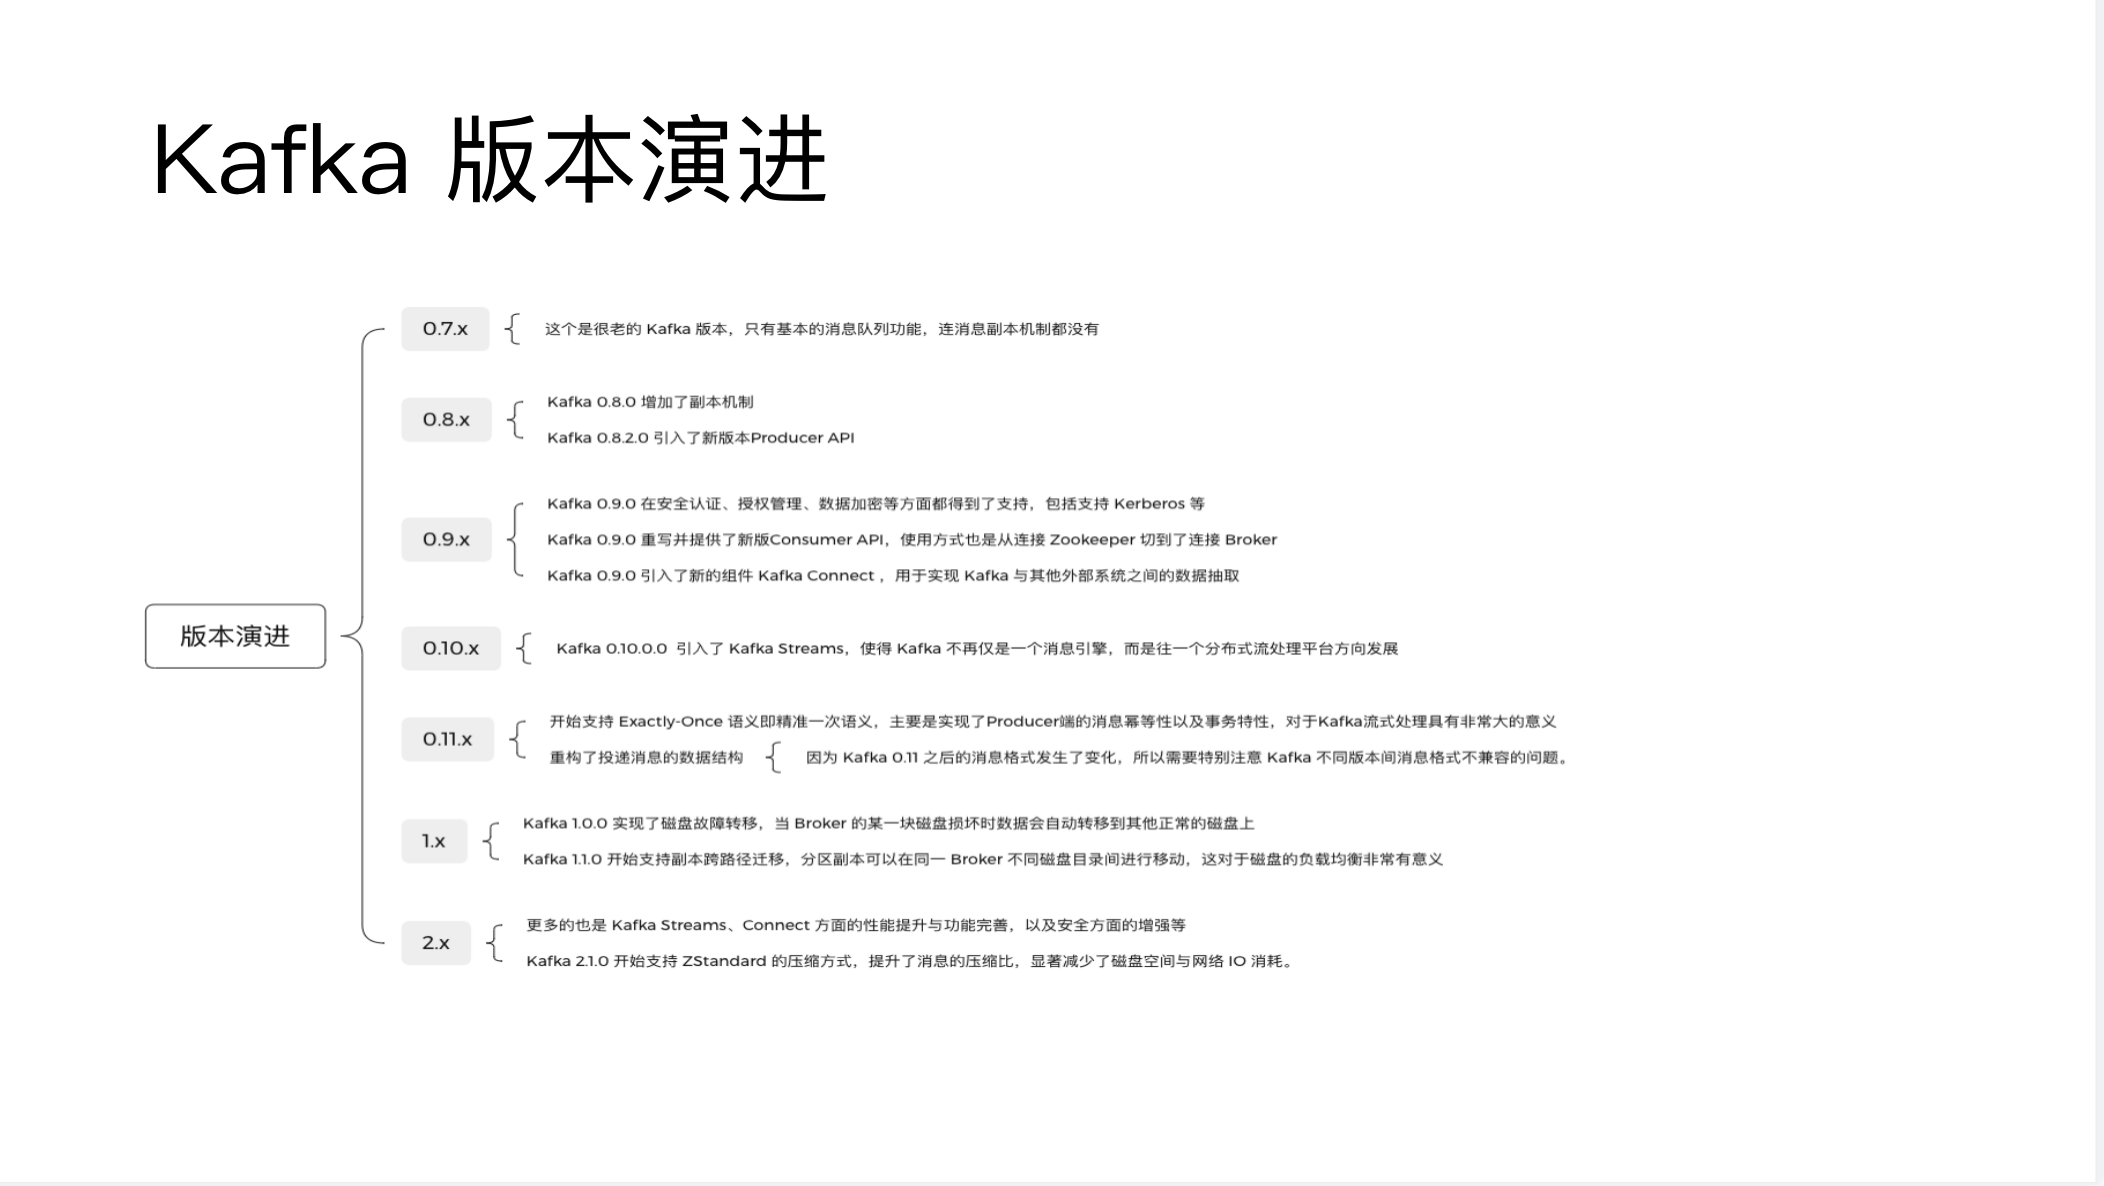 Kafka 版本演进
版本演进
0.7.x
这个是很老的 Kafka 版本，只有基本的消息队列功能，连消息副本机制都没有
0.8.x
Kafka 0.8.0 增加了副本机制
Kafka 0.8.2.0 引入了新版本Producer API
0.9.x
Kafka 0.9.0 在安全认证、授权管理、数据加密等方面都得到了支持，包括支持 Kerberos 等
Kafka 0.9.0 重写并提供了新版Consumer API，使用方式也是从连接 Zookeeper 切到了连接 Broker
Kafka 0.9.0 引入了新的组件 Kafka Connect ，用于实现 Kafka 与其他外部系统之间的数据抽取
0.10.x
Kafka 0.10.0.0 引入了 Kafka Streams，使得 Kafka 不再仅是一个消息引擎，而是往一个分布式流处理平台方向发展
0.11.x
开始支持 Exactly-Once 语义即精准一次语义，主要是实现了Producer端的消息幂等性以及事务特性，对于Kafka流式处理具有非常大的意义
重构了投递消息的数据结构
因为 Kafka 0.11 之后的消息格式发生了变化，所以需要特别注意 Kafka 不同版本间消息格式不兼容的问题。
1.x
Kafka 1.0.0 实现了磁盘故障转移，当 Broker 的某一块磁盘损坏时数据会自动转移到其他正常的磁盘上
Kafka 1.1.0 开始支持副本跨路径迁移，分区副本可以在同一 Broker 不同磁盘目录间进行移动，这对于磁盘的负载均衡非常有意义
2.x
更多的也是 Kafka Streams、Connect 方面的性能提升与功能完善，以及安全方面的增强等
Kafka 2.1.0 开始支持 ZStandard 的压缩方式，提升了消息的压缩比，显著减少了磁盘空间与网络 IO 消耗。